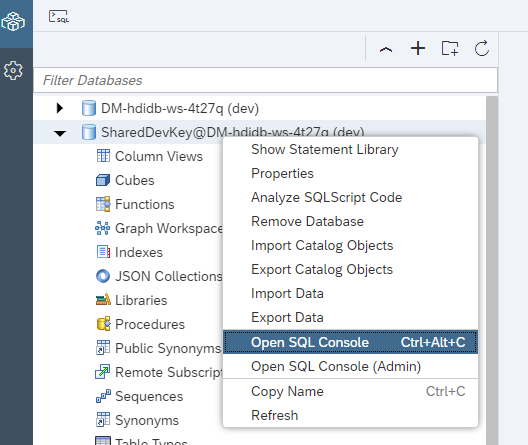 SQL
Filter Databases
DM-hdidb-ws-4t27q (dev)
SharedDevKey@DM-hdidb-ws-4t27q (dev)
Column Views
Cubes
Functions
Graph Workspace
Indexes
JSON Collections
Libraries
Procedures
Public Synonyms
Remote Subscrip
Sequences
Synonyms
Table Types
Show Statement Library
Properties
Analyze SQLScript Code
Remove Database
Import Catalog Objects
Export Catalog Objects
Import Data
Export Data
Open SQL Console Ctrl+Alt+C
Open SQL Console (Admin)
Copy Name Ctrl+C
Refresh